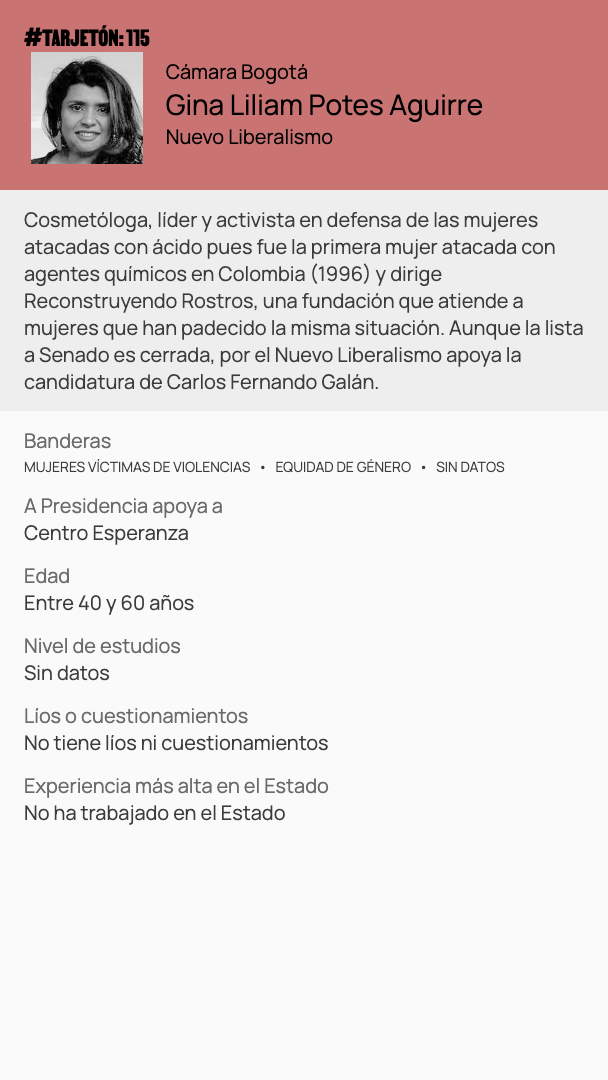 #TARJETÓN: 115
Cámara Bogotá
Gina Liliam Potes Aguirre
Nuevo Liberalismo
Cosmetóloga, líder y activista en defensa de las mujeres
atacadas con ácido pues fue la primera mujer atacada con
agentes químicos en Colombia (1996) y dirige
Reconstruyendo Rostros, una fundación que atiende a
mujeres que han padecido la misma situación. Aunque la lista
a Senado es cerrada, por el Nuevo Liberalismo apoya la
candidatura de Carlos Fernando Galán.
Banderas
MUJERES VÍCTIMAS DE VIOLENCIAS • EQUIDAD DE GÉNERO • SIN DATOS
A Presidencia apoya a
Centro Esperanza
Edad
Entre 40 y 60 años
Nivel de estudios
Sin datos
Líos o cuestionamientos
No tiene líos ni cuestionamientos
Experiencia más alta en el Estado
No ha trabajado en el Estado